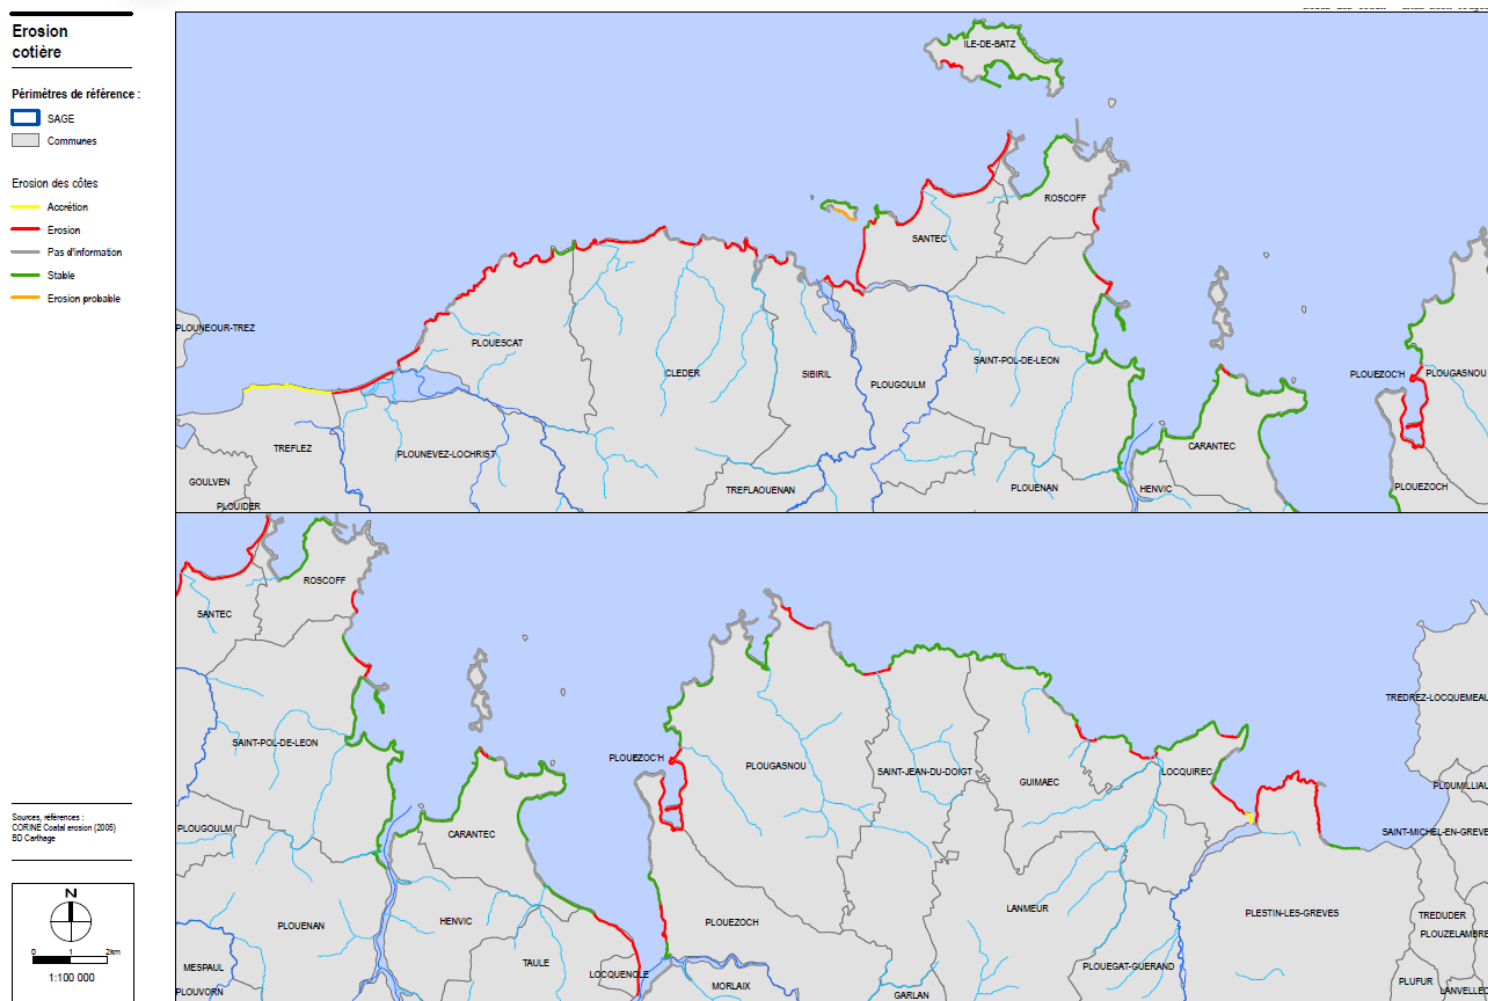 Erosion
cotière
Périmètres de référence :
SAGE
Communes
Erosion des côtes
Accrétion
Erosion
Pas d'information
Stable
Erosion probable
ILE-DE-BATZ
ROSCOFF
SANTEC
PLOUNEOUR-TREZ
PLOUESCAT
CLEDER
SIBIRIL
PLOUGOULM
SAINT-POL-DE-LEON
PLOUEZOC'H
PLOUGASNOU
TREFLEZ
PLOUNEVEZ-LOCHRIST
CARANTEC
GOULVEN
TREFLAOUENAN
PLOUENAN
HENVIC
PLOUEZOCH
PLOUIDER
ROSCOFF
SANTEC
TREDREZ-LOCQUEMEAU
SAINT-POL-DE-LEON
PLOUEZOC'H
PLOUGASNOU
SAINT-JEAN-DU-DOIGT
GUIMAEC
LOCQUIREC
PLOUMILLIAU
PLOUGOULM
CARANTEC
SAINT-MICHEL-EN-GREVE
PLOUENAN
HENVIC
PLOUEZOCH
LANMEUR
PLESTIN-LES-GREVES
TREDUDER
PLOUZELAMBRE
MESPAUL
TAULE
LOCQUENOLE
PLOUEGAT-GUERAND
PLUFUR
PLOUVORN
MORLAIX
GARLAN
LANVELLEC
Sources, références :
CORINE Coatal erosion (2005)
BD Carthage
N
0 1 2km
1:100 000